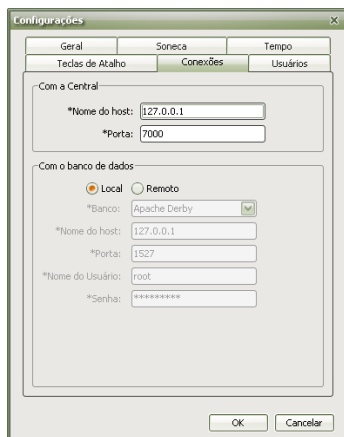 Configurações
Geral Soneca Tempo
Teclas de Atalho Conexões Usuários
Com a Central
*Nome do host: 127.0.0.1
*Porta: 7000
Com o banco de dados
Local Remoto
*Banco: Apache Derby
*Nome do host: 127.0.0.1
*Porta: 1527
*Nome do Usuário: root
*Senha: *********
OK Cancelar